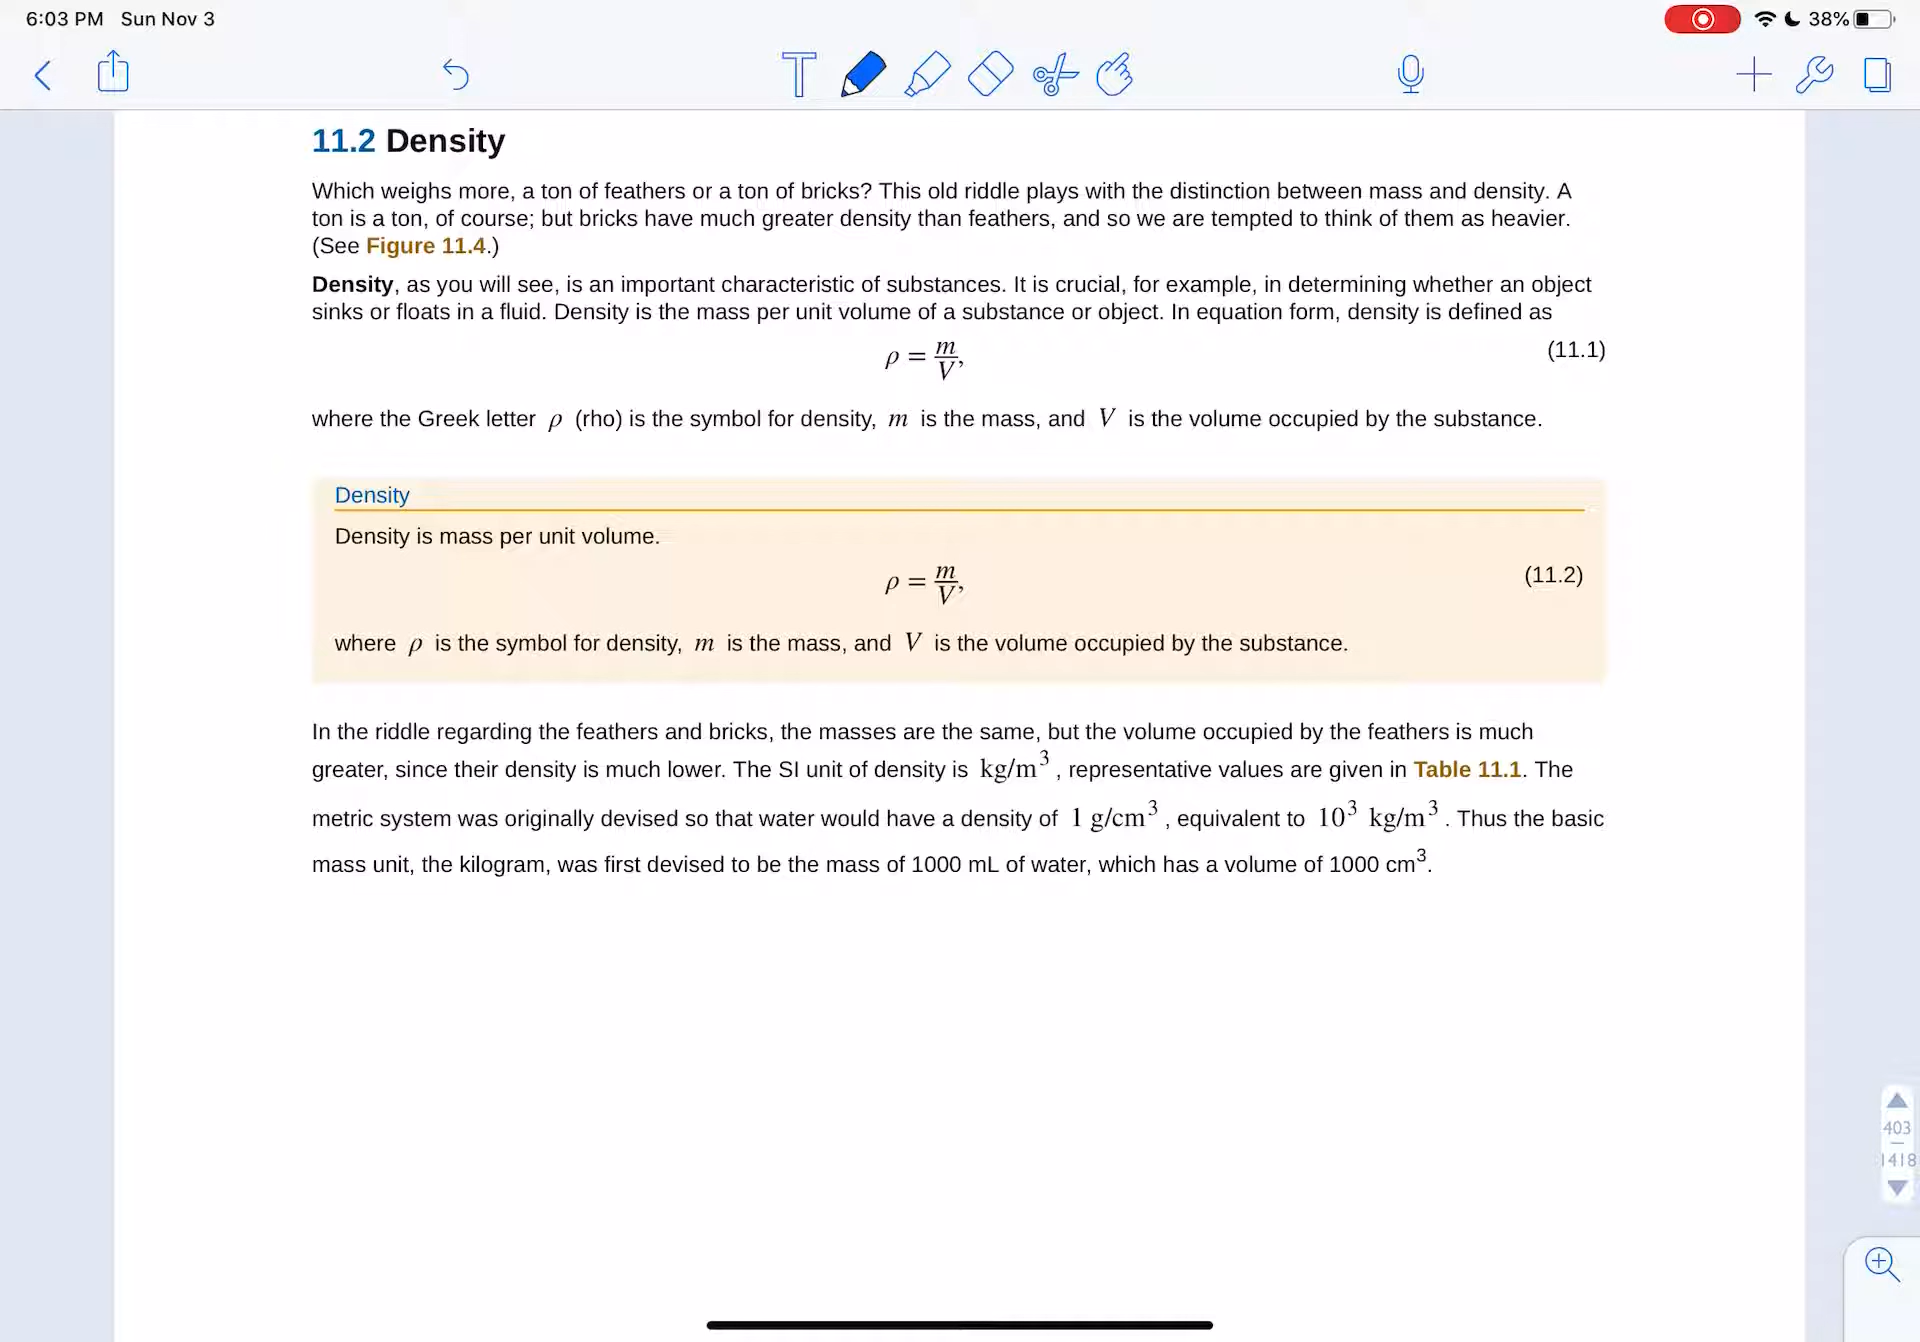 6:03 PM Sun Nov 3
38%
T
11.2 Density
Which weighs more, a ton of feathers or a ton of bricks? This old riddle plays with the distinction between mass and density. A
ton is a ton, of course; but bricks have much greater density than feathers, and so we are tempted to think of them as heavier.
(See Figure 11.4.)
Density, as you will see, is an important characteristic of substances. It is crucial, for example, in determining whether an object
sinks or floats in a fluid. Density is the mass per unit volume of a substance or object. In equation form, density is defined as
ρ = m/V, (11.1)
where the Greek letter ρ (rho) is the symbol for density, m is the mass, and V is the volume occupied by the substance.
Density
Density is mass per unit volume.
ρ = m/V, (11.2)
where ρ is the symbol for density, m is the mass, and V is the volume occupied by the substance.
In the riddle regarding the feathers and bricks, the masses are the same, but the volume occupied by the feathers is much
greater, since their density is much lower. The SI unit of density is kg/m³, representative values are given in Table 11.1. The
metric system was originally devised so that water would have a density of 1 g/cm³, equivalent to 10³ kg/m³. Thus the basic
mass unit, the kilogram, was first devised to be the mass of 1000 mL of water, which has a volume of 1000 cm³.
403
1418